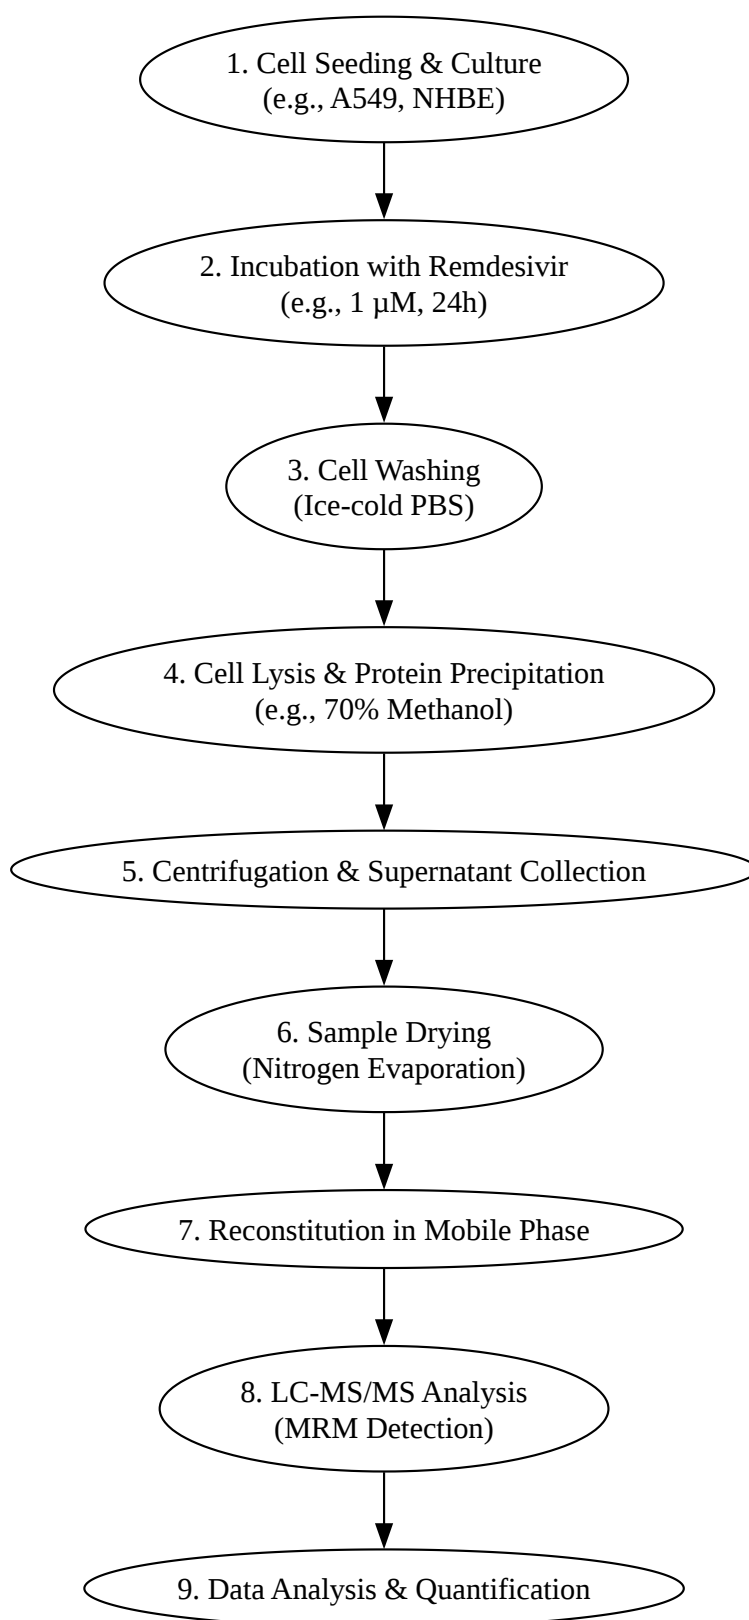 1. Cell Seeding & Culture
(e.g., A549, NHBE)
2. Incubation with Remdesivir
(e.g., 1 µM, 24h)
3. Cell Washing
(Ice-cold PBS)
4. Cell Lysis & Protein Precipitation
(e.g., 70% Methanol)
5. Centrifugation & Supernatant Collection
6. Sample Drying
(Nitrogen Evaporation)
7. Reconstitution in Mobile Phase
8. LC-MS/MS Analysis
(MRM Detection)
9. Data Analysis & Quantification